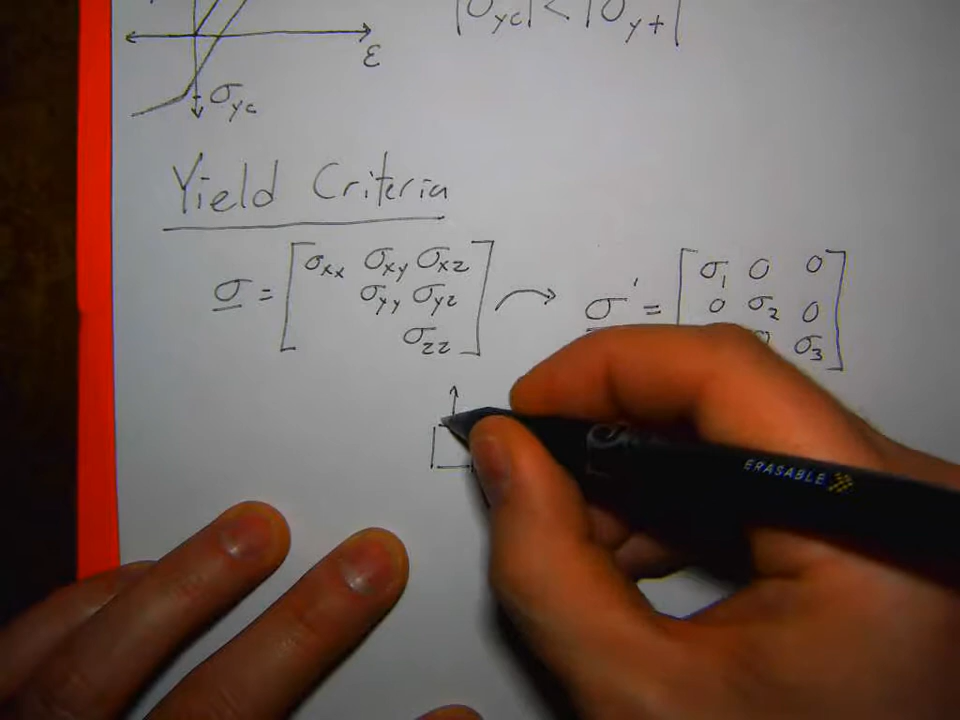 |σyc| < |σy+|
ε
σyc
Yield Criteria
σ = [ σxx σxy σxz
σyy σyz
σzz ]
σ' = [ σ1 0 0
0 σ2 0
0 σ3 ]
ERASABLE